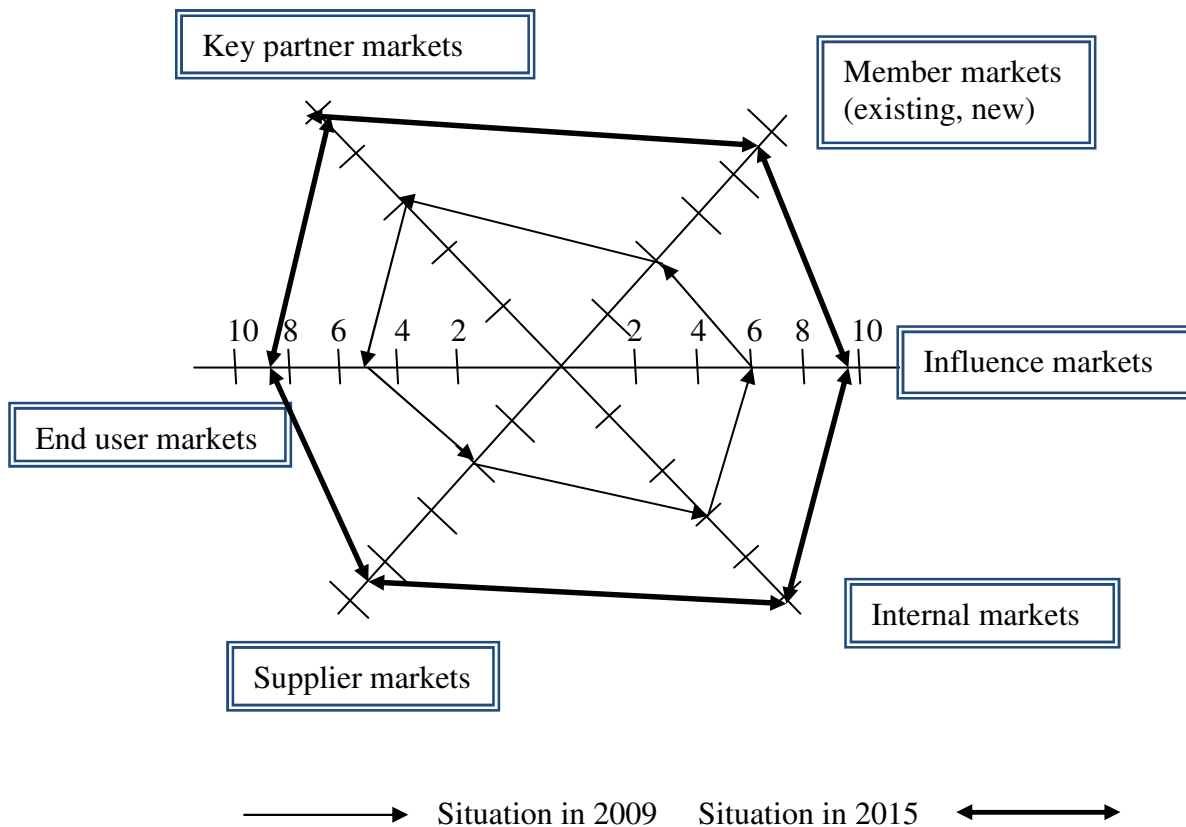 Key partner markets
Member markets
(existing, new)
10 8 6 4 2 2 4 6 8 10
Influence markets
End user markets
Internal markets
Supplier markets
Situation in 2009 Situation in 2015